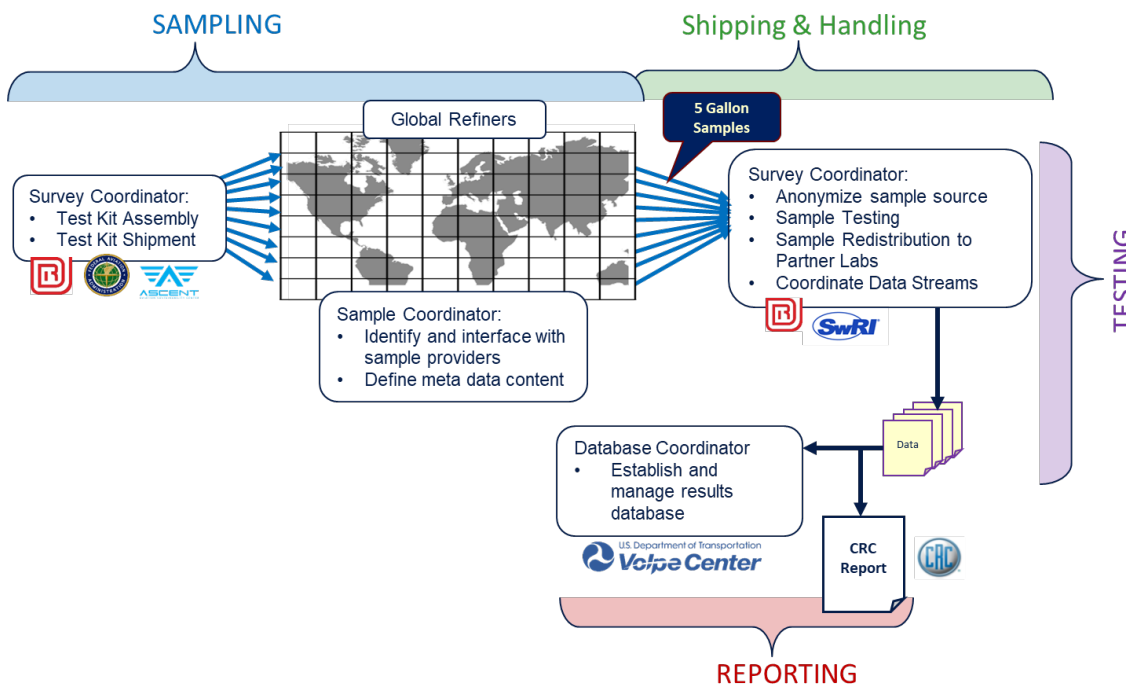 SAMPLING
Shipping & Handling
5 Gallon
Samples
Global Refiners
Survey Coordinator:
• Test Kit Assembly
• Test Kit Shipment
FEDERAL AVIATION
ADMINISTRATION
ASCENT
Sample Coordinator:
• Identify and interface with
sample providers
• Define meta data content
Survey Coordinator:
• Anonymize sample source
• Sample Testing
• Sample Redistribution to
Partner Labs
• Coordinate Data Streams
SwRI
TESTING
Data
Database Coordinator
• Establish and
manage results
database
U.S. Department of Transportation
Volpe Center
CRC
Report
CRC
REPORTING